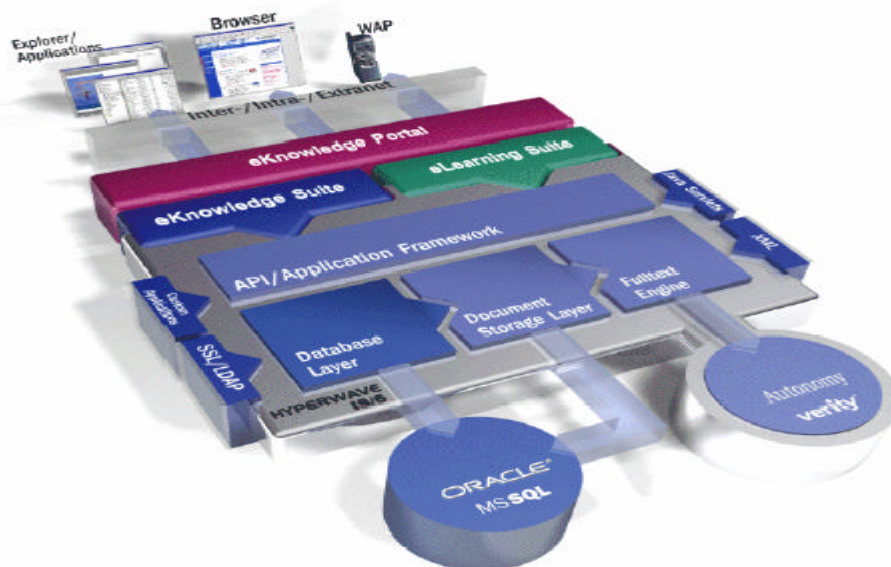 Explorer/
Applications
Browser
WAP
Inter-/Intra-/Extranet
eKnowledge Portal
eKnowledge Suite
eLearning Suite
Java Servlets
XML
API/Application Framework
Custom
Applications
SSL/LDAP
Database
Layer
Document
Storage Layer
Fulltext
Engine
HYPERWAVE
IS/6
ORACLE®
MS SQL
Autonomy
verity